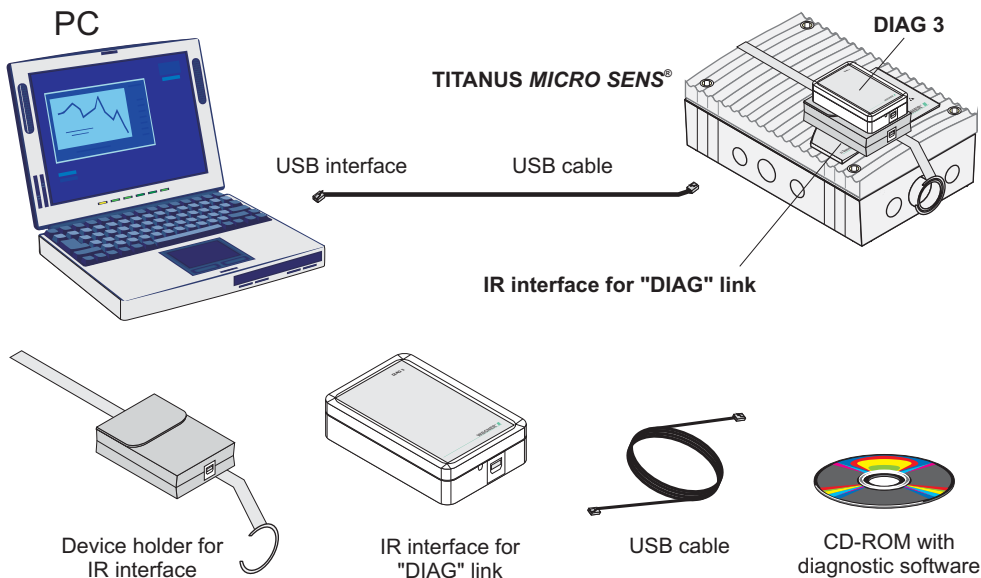 PC
DIAG 3
TITANUS MICRO SENS®
USB interface
USB cable
IR interface for "DIAG" link
Device holder for
IR interface
IR interface for
"DIAG" link
USB cable
CD-ROM with
diagnostic software